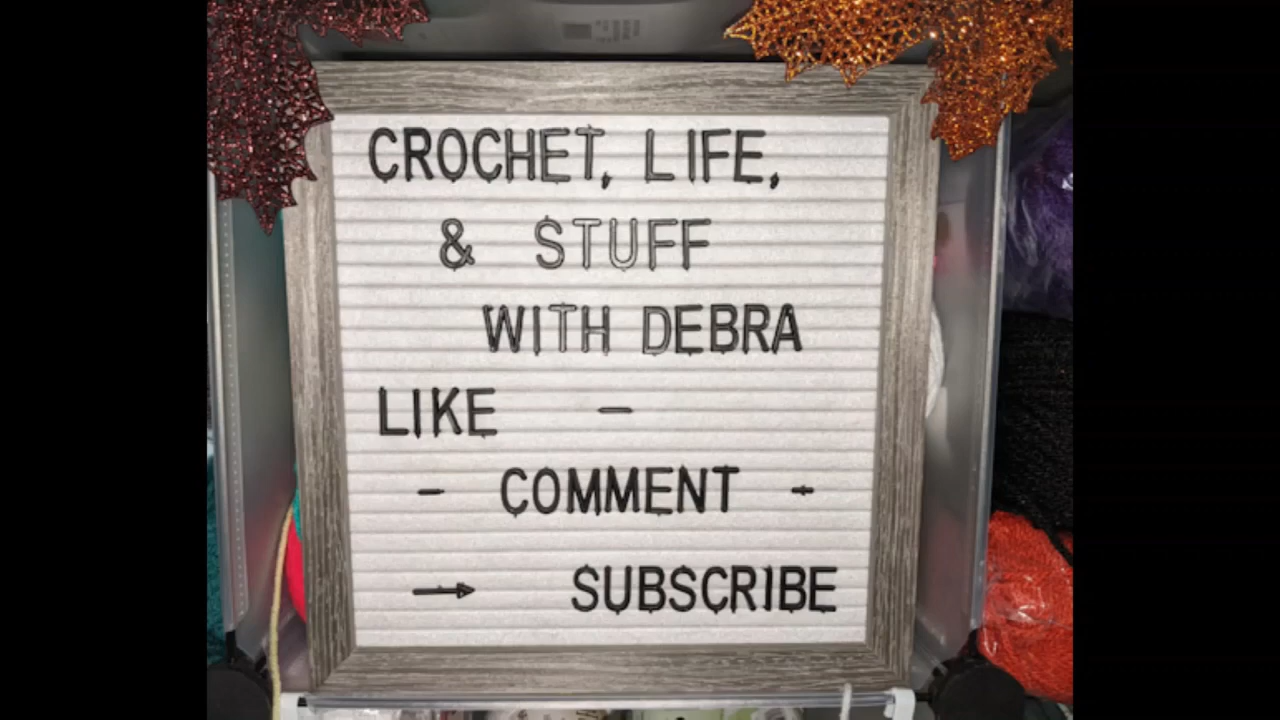 CROCHET, LIFE,
& STUFF
WITH DEBRA
LIKE -
- COMMENT -
→ SUBSCRIBE